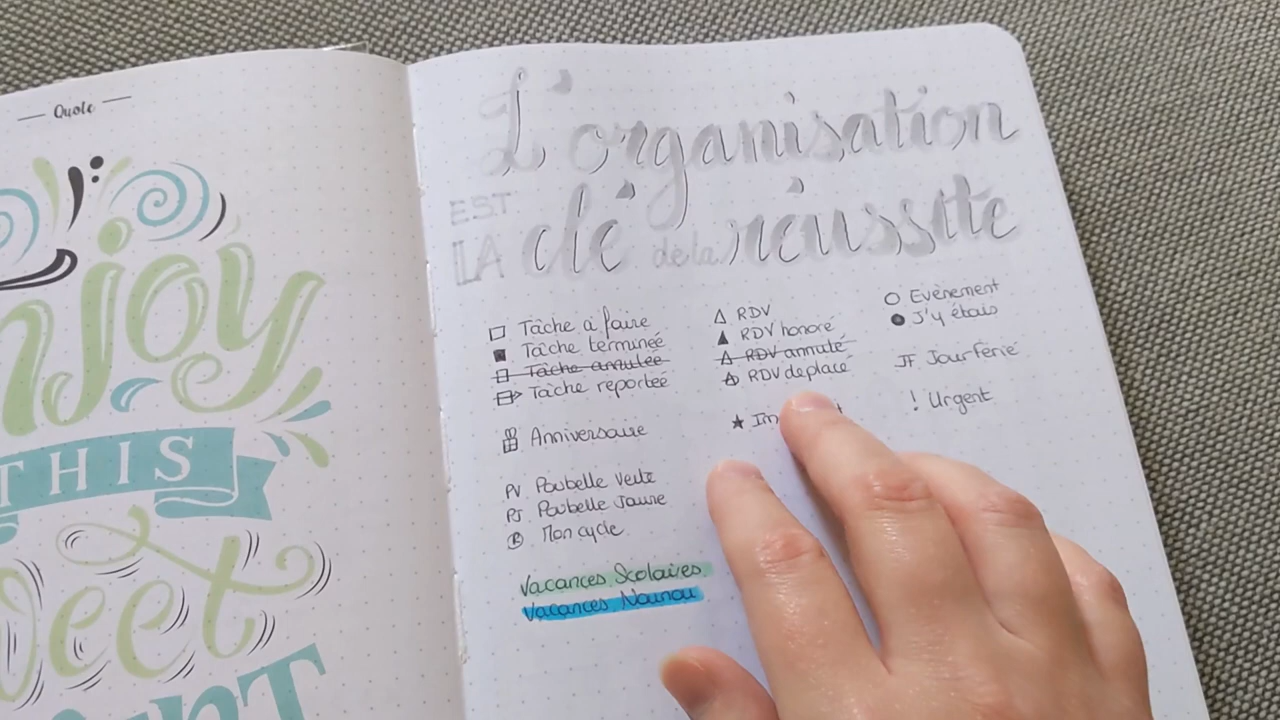 Quote
enjoy
THIS
L'organisation
EST LA clé de la réussite
Tâche à faire
Tâche terminée
Tâche annulée
Tâche reportée
Anniversaire
PV Poubelle Verte
PJ Poubelle Jaune
Mon cycle
Vacances Scolaires
Vacances Nounou
RDV
RDV honoré
RDV annulé
RDV deplacé
Evènement
J'y étais
JF Jour Férié
! Urgent